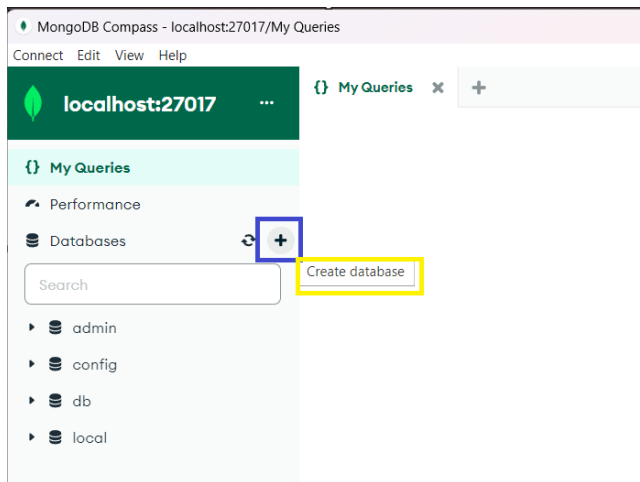 MongoDB Compass - localhost:27017/My Queries
Connect Edit View Help
localhost:27017 ...
{} My Queries
+
{} My Queries
Performance
Databases +
Create database
Search
admin
config
db
local